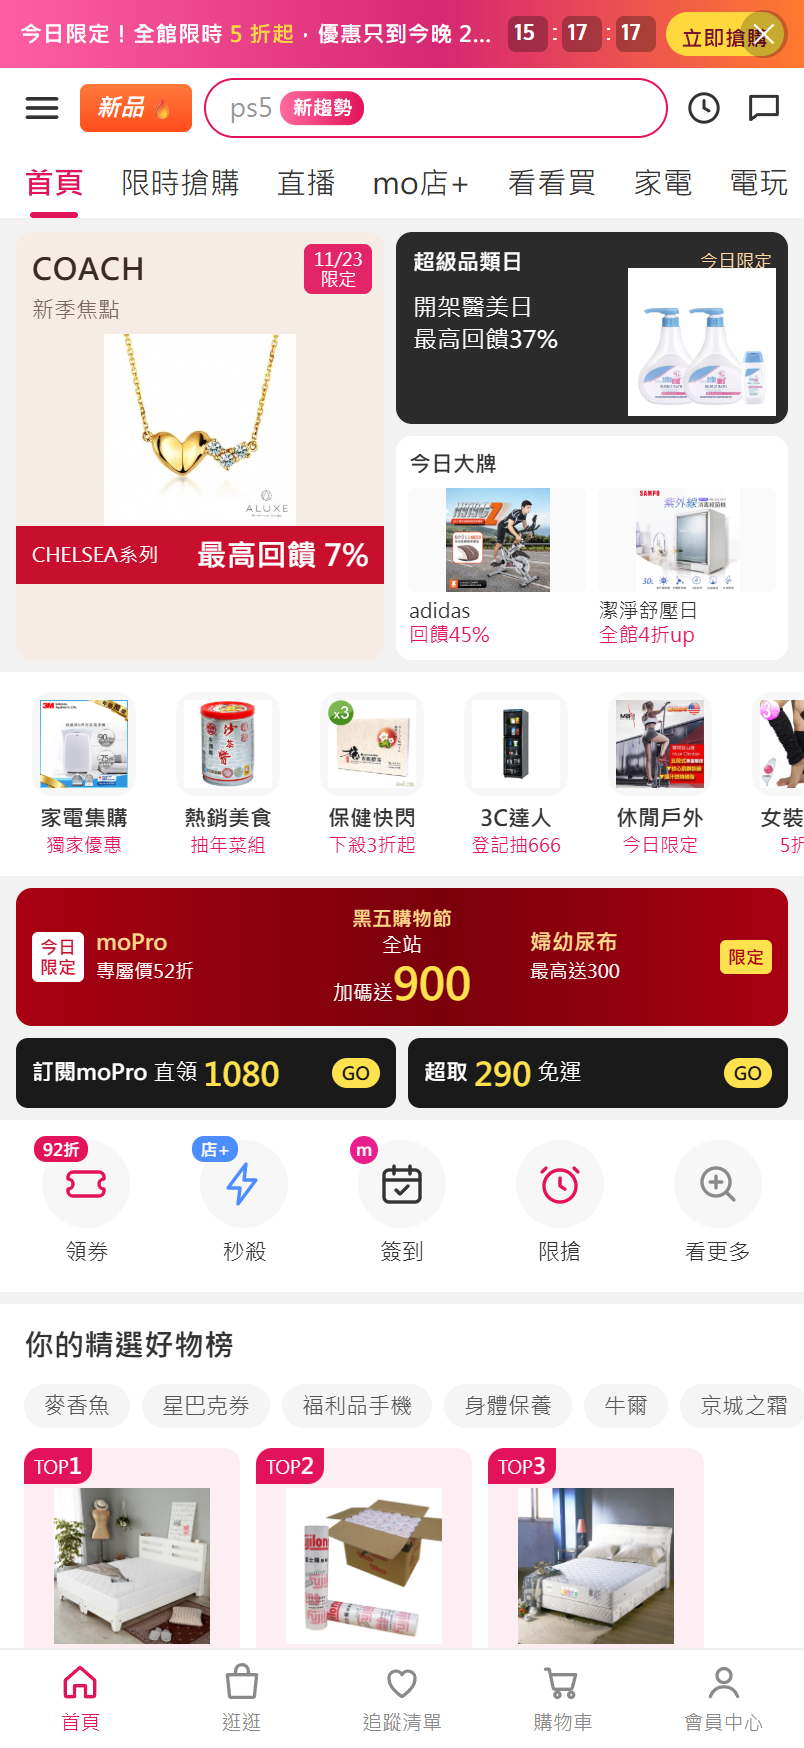 今日限定！全館限時 5 折起，優惠只到今晚 2...
15 : 17 : 17
立即搶購
新品
ps5 新趨勢
首頁 限時搶購 直播 mo店+ 看看買 家電 電玩
COACH
新季焦點
11/23
限定
ALUXE
CHELSEA系列 最高回饋 7%
超級品類日
今日限定
開架醫美日
最高回饋37%
今日大牌
SAMPO
紫外線
30L
adidas
回饋45%
潔淨舒壓日
全館4折up
3M
沙茶醬
x3
家電集購
獨家優惠
熱銷美食
抽年菜組
保健快閃
下殺3折起
3C達人
登記抽666
休閒戶外
今日限定
女裝
5折
今日
限定
moPro
專屬價52折
黑五購物節
全站
加碼送900
婦幼尿布
最高送300
限定
訂閱moPro 直領 1080 GO
超取 290 免運 GO
92折
店+
m
領券
秒殺
簽到
限搶
看更多
你的精選好物榜
麥香魚 星巴克券 福利品手機 身體保養 牛爾 京城之霜
TOP1
TOP2
TOP3
首頁 逛逛 追蹤清單 購物車 會員中心